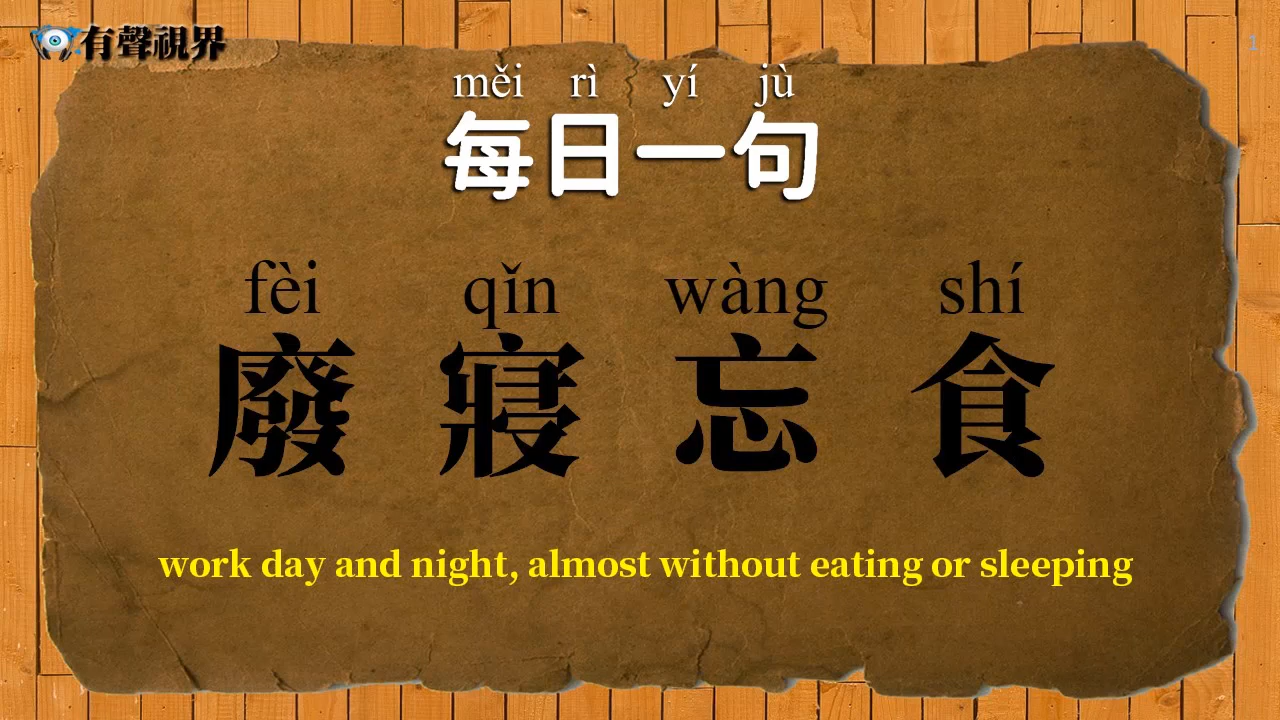 有聲視界
1
měi rì yí jù
每日一句
fèi qǐn wàng shí
廢寢忘食
work day and night, almost without eating or sleeping